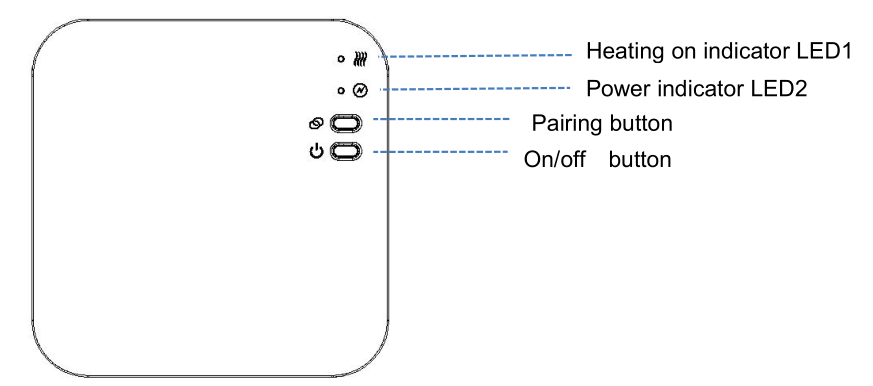 Heating on indicator LED1
Power indicator LED2
Pairing button
On/off button